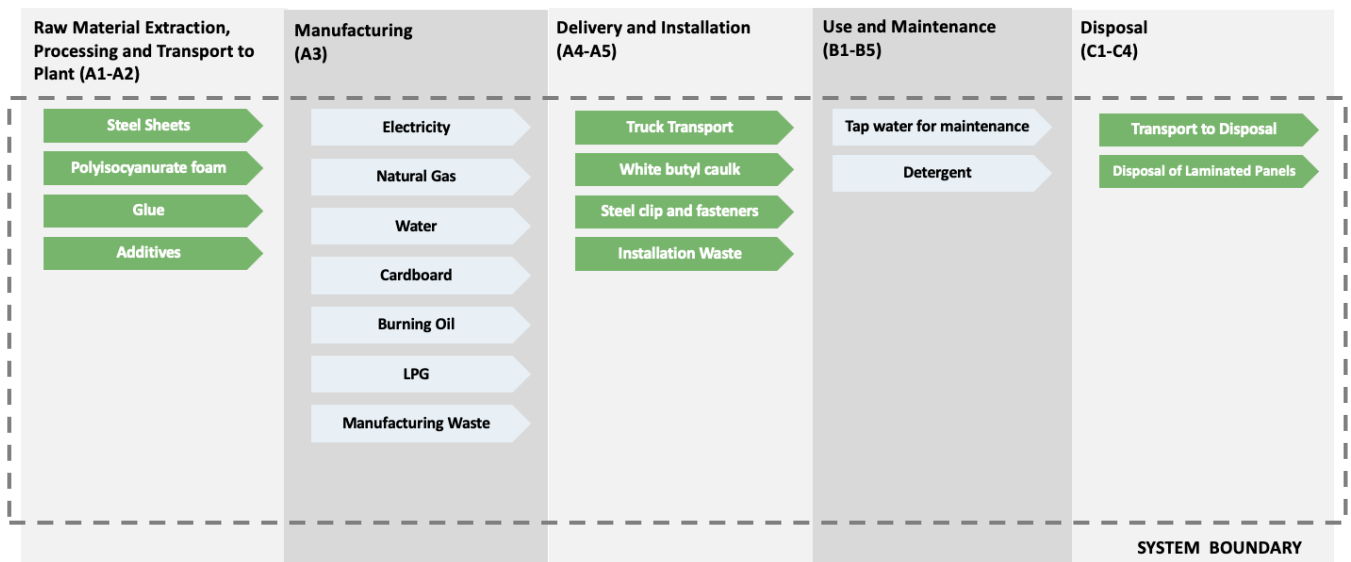 Raw Material Extraction,
Processing and Transport to
Plant (A1-A2)
Steel Sheets
Polyisocyanurate foam
Glue
Additives
Manufacturing
(A3)
Electricity
Natural Gas
Water
Cardboard
Burning Oil
LPG
Manufacturing Waste
Delivery and Installation
(A4-A5)
Truck Transport
White butyl caulk
Steel clip and fasteners
Installation Waste
Use and Maintenance
(B1-B5)
Tap water for maintenance
Detergent
Disposal
(C1-C4)
Transport to Disposal
Disposal of Laminated Panels
SYSTEM BOUNDARY